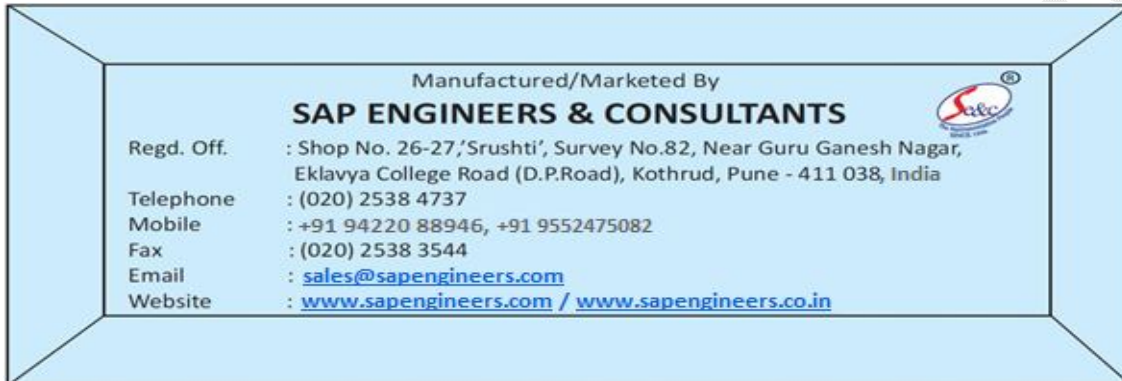 Manufactured/Marketed By
SAP ENGINEERS & CONSULTANTS
®
Se&c
SINCE
Regd. Off. : Shop No. 26-27,'Srushti', Survey No.82, Near Guru Ganesh Nagar,
Eklavya College Road (D.P.Road), Kothrud, Pune - 411 038, India
Telephone : (020) 2538 4737
Mobile : +91 94220 88946, +91 9552475082
Fax : (020) 2538 3544
Email : sales@sapengineers.com
Website : www.sapengineers.com / www.sapengineers.co.in